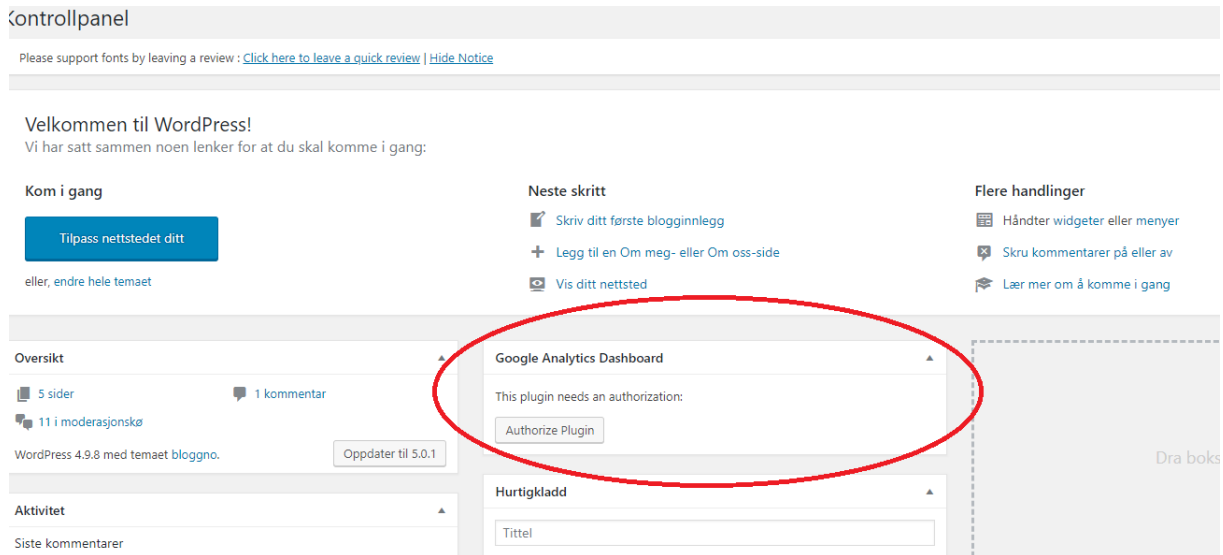 Kontrollpanel
Please support fonts by leaving a review : Click here to leave a quick review | Hide Notice
Velkommen til WordPress!
Vi har satt sammen noen lenker for at du skal komme i gang:
Kom i gang
Tilpass nettstedet ditt
eller, endre hele temaet
Neste skritt
Skriv ditt første blogginnlegg
Legg til en Om meg- eller Om oss-side
Vis ditt nettsted
Flere handlinger
Håndter widgeter eller menyer
Skru kommentarer på eller av
Lær mer om å komme i gang
Oversikt
5 sider
1 kommentar
11 i moderasjonskø
WordPress 4.9.8 med temaet bloggno.
Oppdater til 5.0.1
Aktivitet
Siste kommentarer
Google Analytics Dashboard
This plugin needs an authorization:
Authorize Plugin
Hurtigkladd
Tittel
Dra boks